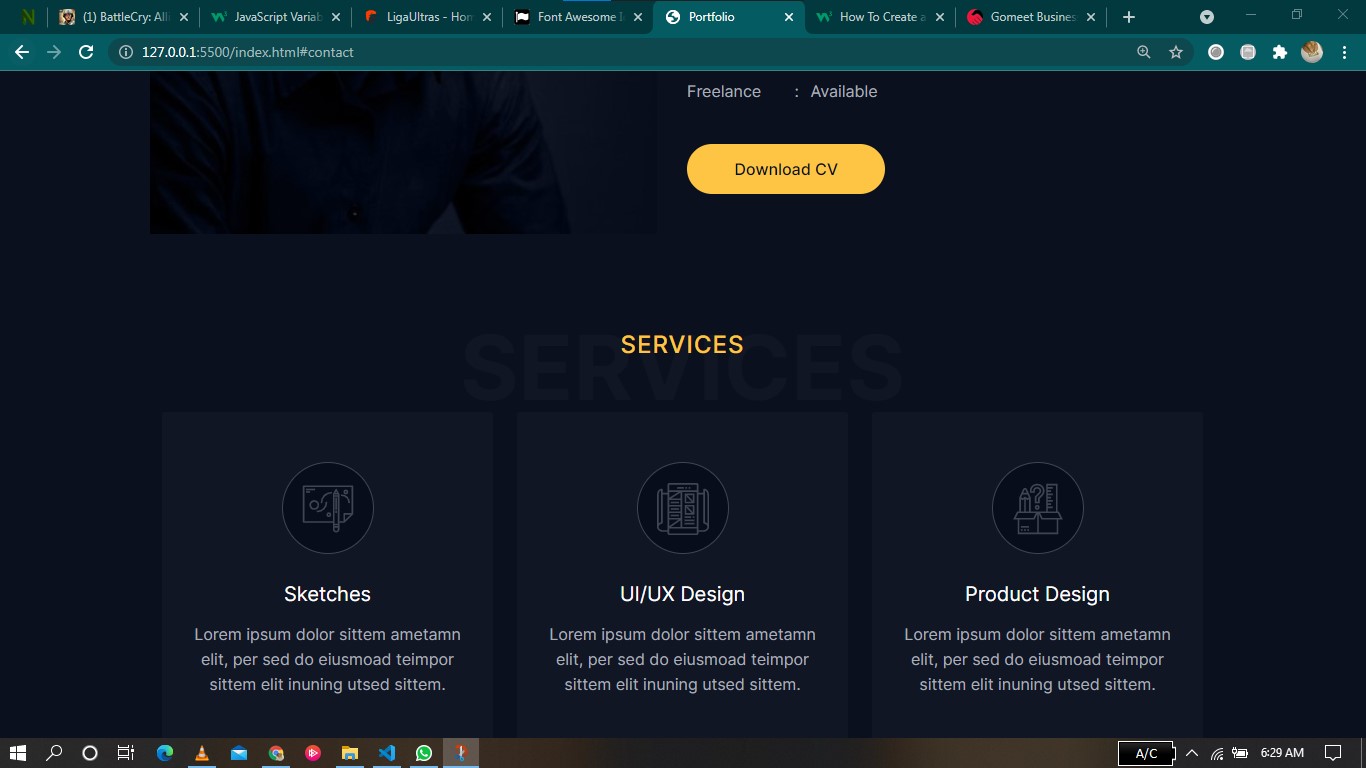 (1) BattleCry: Alli
JavaScript Variab
LigaUltras - Hom
Font Awesome I
Portfolio
How To Create a
Gomeet Busines
127.0.0.1:5500/index.html#contact
Freelance : Available
Download CV
SERVICES
SERVICES
Sketches
Lorem ipsum dolor sittem ametamn
elit, per sed do eiusmoad teimpor
sittem elit inuning utsed sittem.
UI/UX Design
Lorem ipsum dolor sittem ametamn
elit, per sed do eiusmoad teimpor
sittem elit inuning utsed sittem.
Product Design
Lorem ipsum dolor sittem ametamn
elit, per sed do eiusmoad teimpor
sittem elit inuning utsed sittem.
A/C
6:29 AM